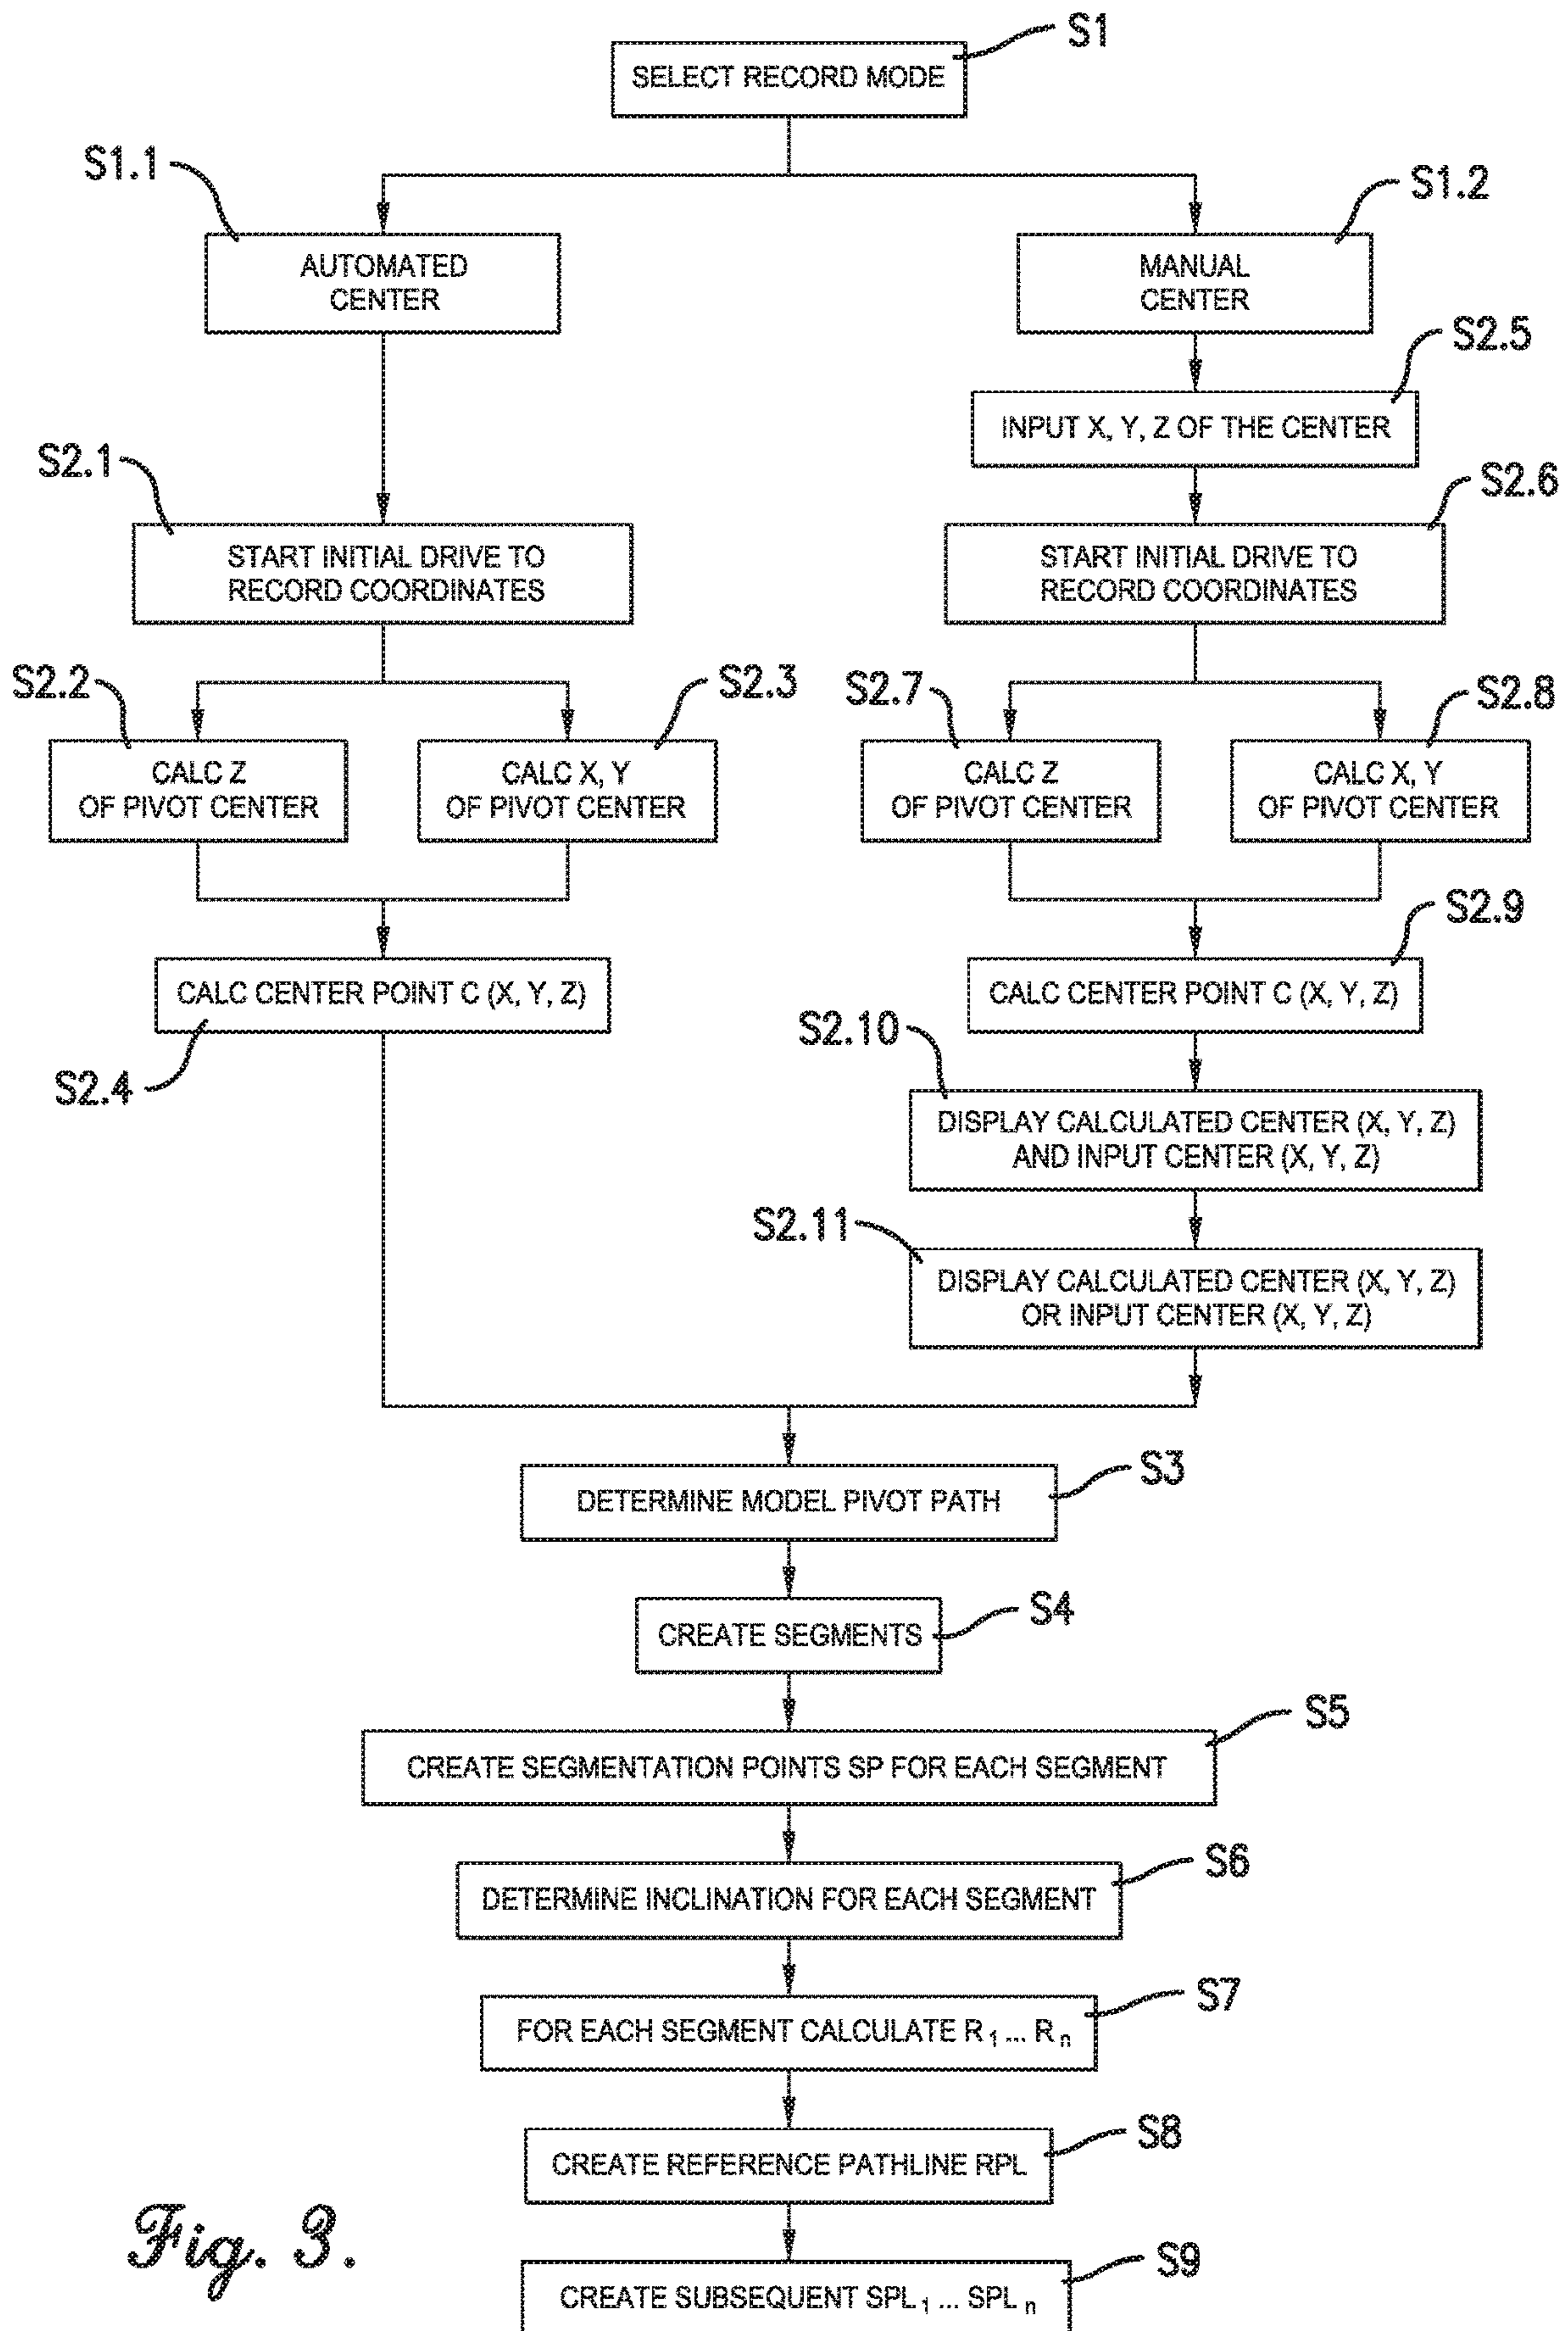 S1
SELECT RECORD MODE
S1.1
S1.2
AUTOMATED
CENTER
MANUAL
CENTER
S2.5
INPUT X, Y, Z OF THE CENTER
S2.1
S2.6
START INITIAL DRIVE TO
RECORD COORDINATES
START INITIAL DRIVE TO
RECORD COORDINATES
S2.2
S2.3
S2.7
S2.8
CALC Z
OF PIVOT CENTER
CALC X, Y
OF PIVOT CENTER
CALC Z
OF PIVOT CENTER
CALC X, Y
OF PIVOT CENTER
S2.9
CALC CENTER POINT C (X, Y, Z)
CALC CENTER POINT C (X, Y, Z)
S2.4
S2.10
DISPLAY CALCULATED CENTER (X, Y, Z)
AND INPUT CENTER (X, Y, Z)
S2.11
DISPLAY CALCULATED CENTER (X, Y, Z)
OR INPUT CENTER (X, Y, Z)
S3
DETERMINE MODEL PIVOT PATH
S4
CREATE SEGMENTS
S5
CREATE SEGMENTATION POINTS SP FOR EACH SEGMENT
S6
DETERMINE INCLINATION FOR EACH SEGMENT
S7
FOR EACH SEGMENT CALCULATE R1 ... Rn
S8
CREATE REFERENCE PATHLINE RPL
S9
CREATE SUBSEQUENT SPL1 ... SPLn
Fig. 3.